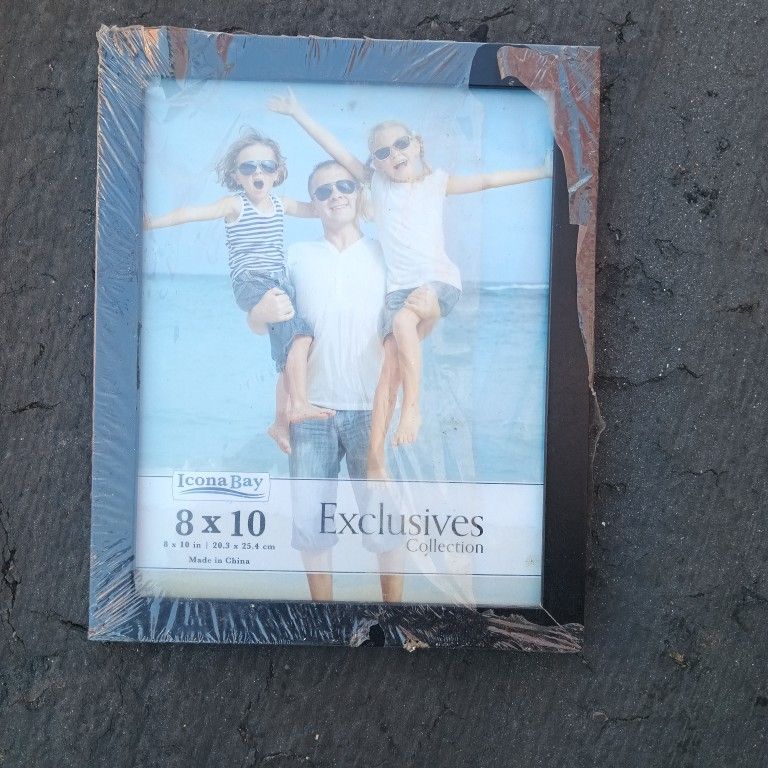 Icona Bay
8 x 10
8 x 10 in | 20.3 x 25.4 cm
Made in China
Exclusives
Collection